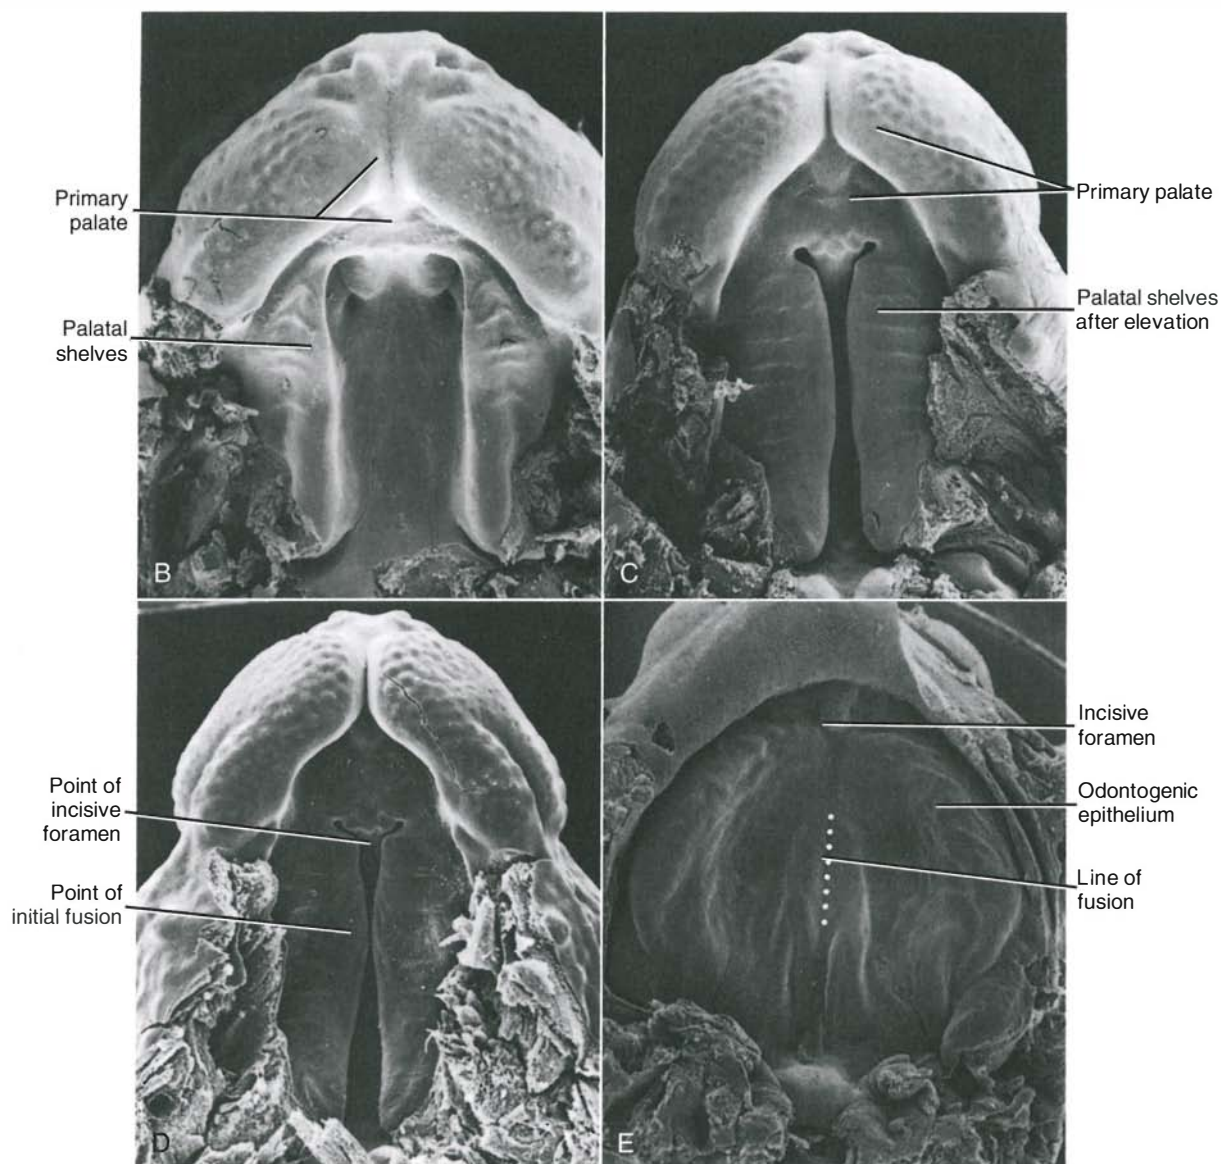 Primary
palate
Palatal
shelves
B
Primary palate
Palatal shelves
after elevation
C
Point of
incisive
foramen
Point of
initial fusion
D
Incisive
foramen
Odontogenic
epithelium
Line of
fusion
E